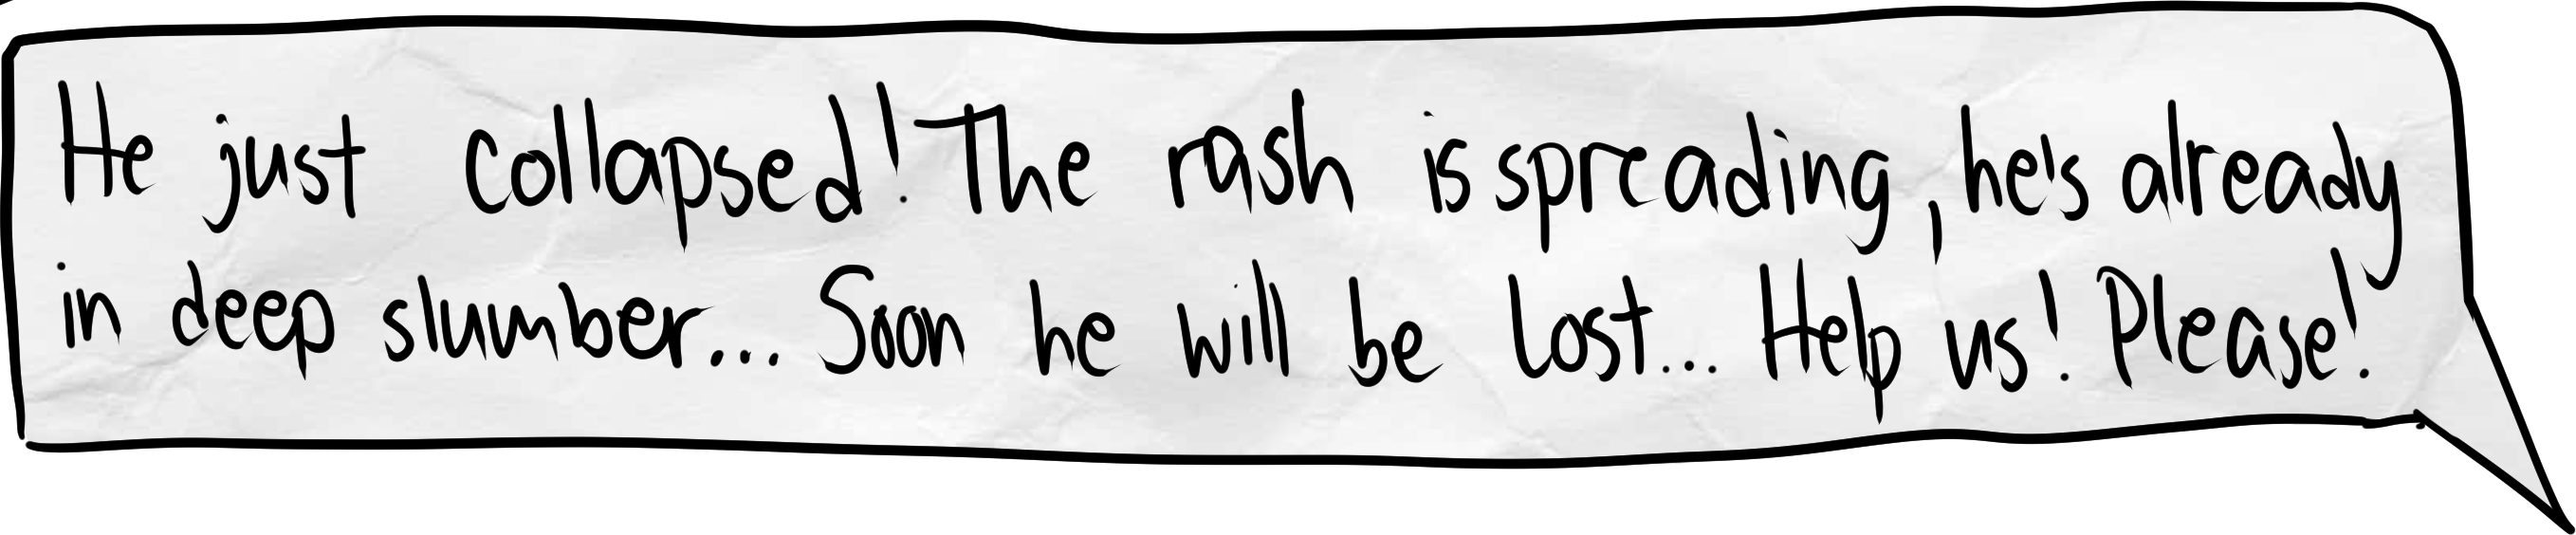 He just collapsed! The rash is spreading, he's already
in deep slumber... Soon he will be lost... Help us! Please!